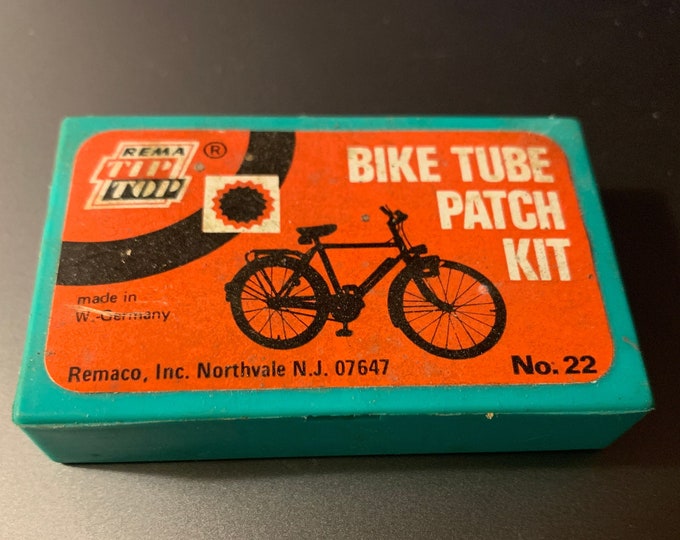 REMA
TIP
TOP
®
BIKE TUBE
PATCH
KIT
made in
W.-Germany
Remaco, Inc. Northvale N.J. 07647
No. 22